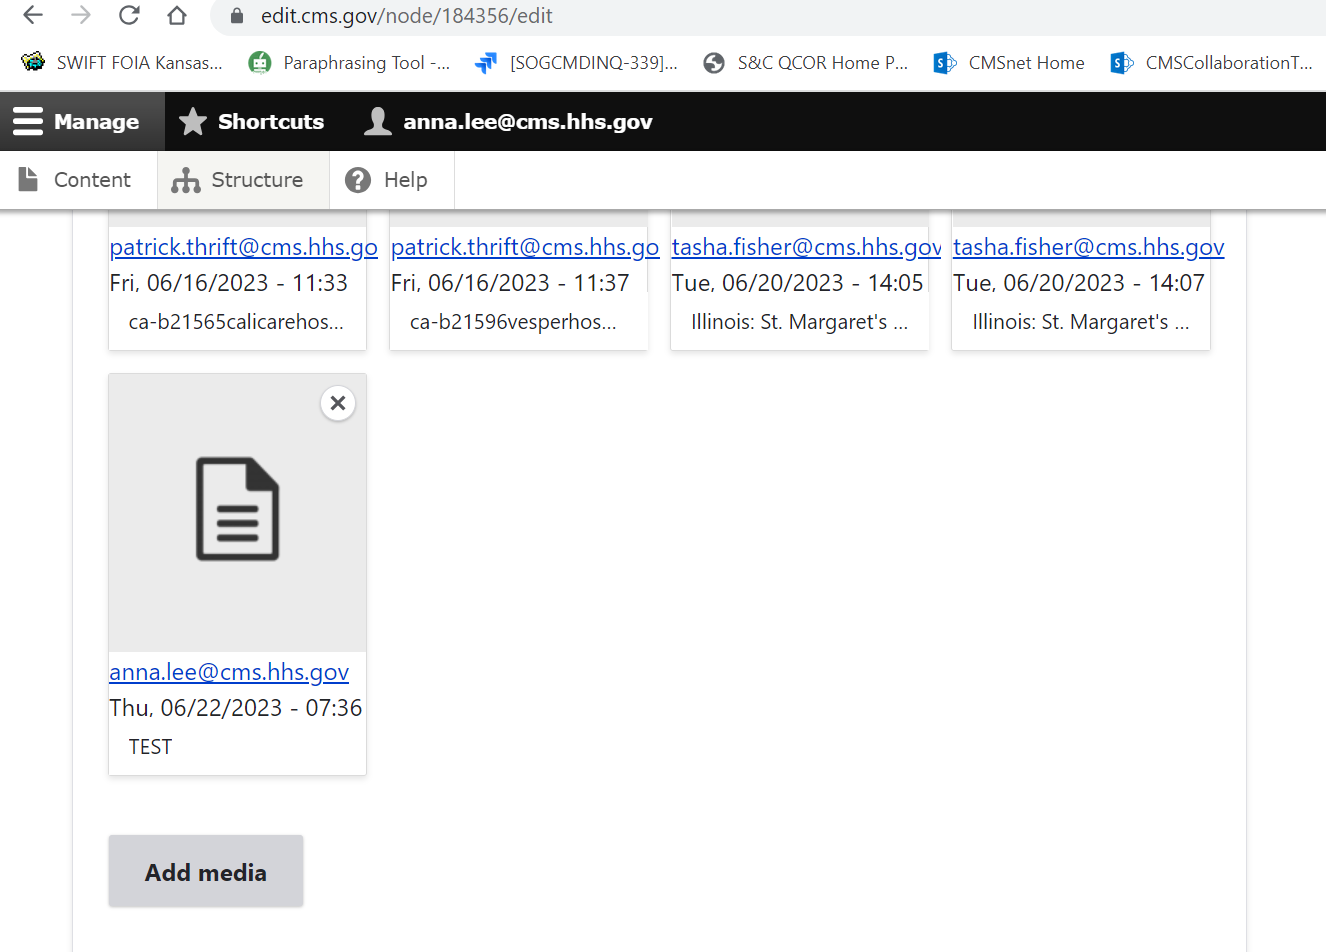 edit.cms.gov/node/184356/edit
SWIFT FOIA Kansas... Paraphrasing Tool -... [SOGCMDINQ-339]... S&C QCOR Home P... CMSnet Home CMSCollaborationT...
Manage Shortcuts anna.lee@cms.hhs.gov
Content Structure Help
patrick.thrift@cms.hhs.go patrick.thrift@cms.hhs.go tasha.fisher@cms.hhs.gov tasha.fisher@cms.hhs.gov
Fri, 06/16/2023 - 11:33 Fri, 06/16/2023 - 11:37 Tue, 06/20/2023 - 14:05 Tue, 06/20/2023 - 14:07
ca-b21565calicarehos... ca-b21596vesperhos... Illinois: St. Margaret's ... Illinois: St. Margaret's ...
anna.lee@cms.hhs.gov
Thu, 06/22/2023 - 07:36
TEST
Add media